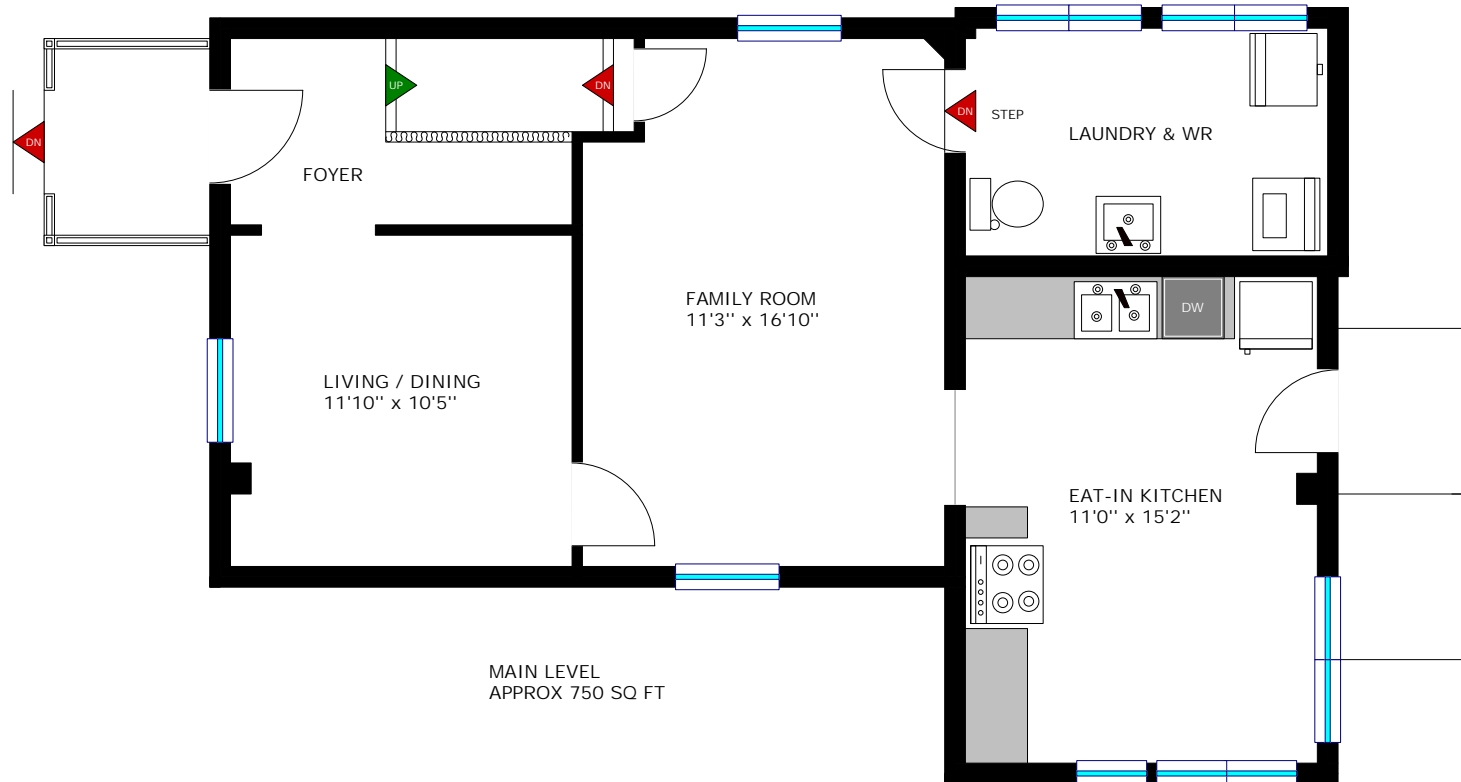 UP
DN
DN
DN
STEP
LAUNDRY & WR
DN
FOYER
FAMILY ROOM
11'3'' x 16'10''
DW
LIVING / DINING
11'10'' x 10'5''
EAT-IN KITCHEN
11'0'' x 15'2''
MAIN LEVEL
APPROX 750 SQ FT